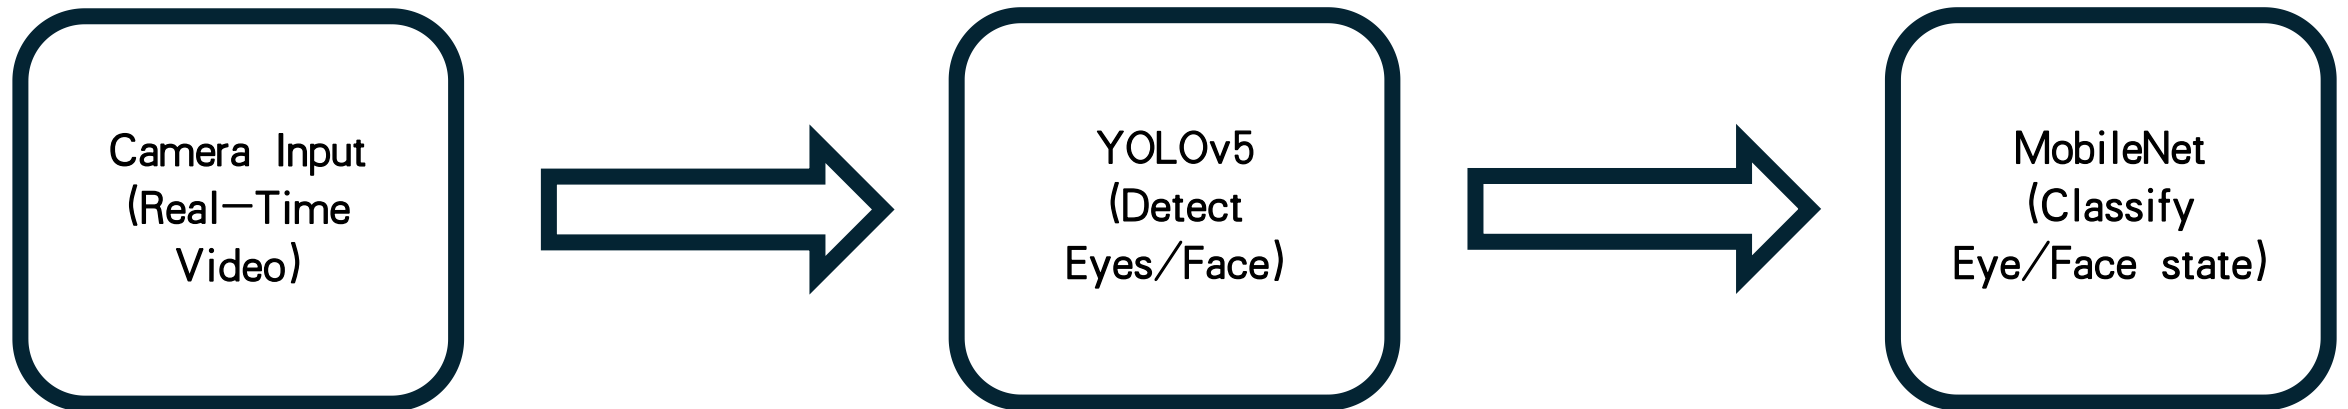 Camera Input
(Real-Time
Video)
YOLOv5
(Detect
Eyes/Face)
MobileNet
(Classify
Eye/Face state)